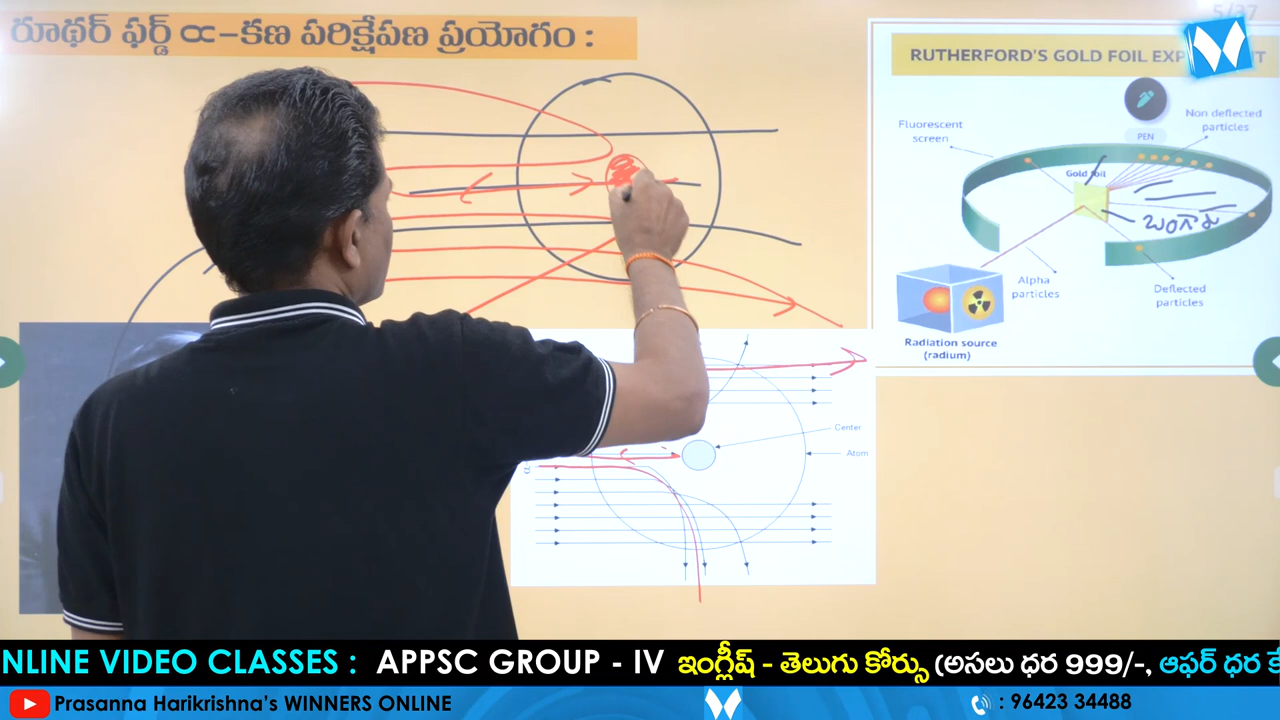 రూథర్ ఫర్డ్ ∝-కణ పరిక్షేపణ ప్రయోగం :
5/37
RUTHERFORD'S GOLD FOIL EXP
T
PEN
Fluorescent
screen
Non deflected
particles
Gold foil
బంగారు
Alpha
particles
Deflected
particles
Radiation source
(radium)
Center
Atom
NLINE VIDEO CLASSES : APPSC GROUP - IV ఇంగ్లీష్ - తెలుగు కోర్సు (అసలు ధర 999/-, ఆఫర్ ధర కే
Prasanna Harikrishna's WINNERS ONLINE
: 96423 34488